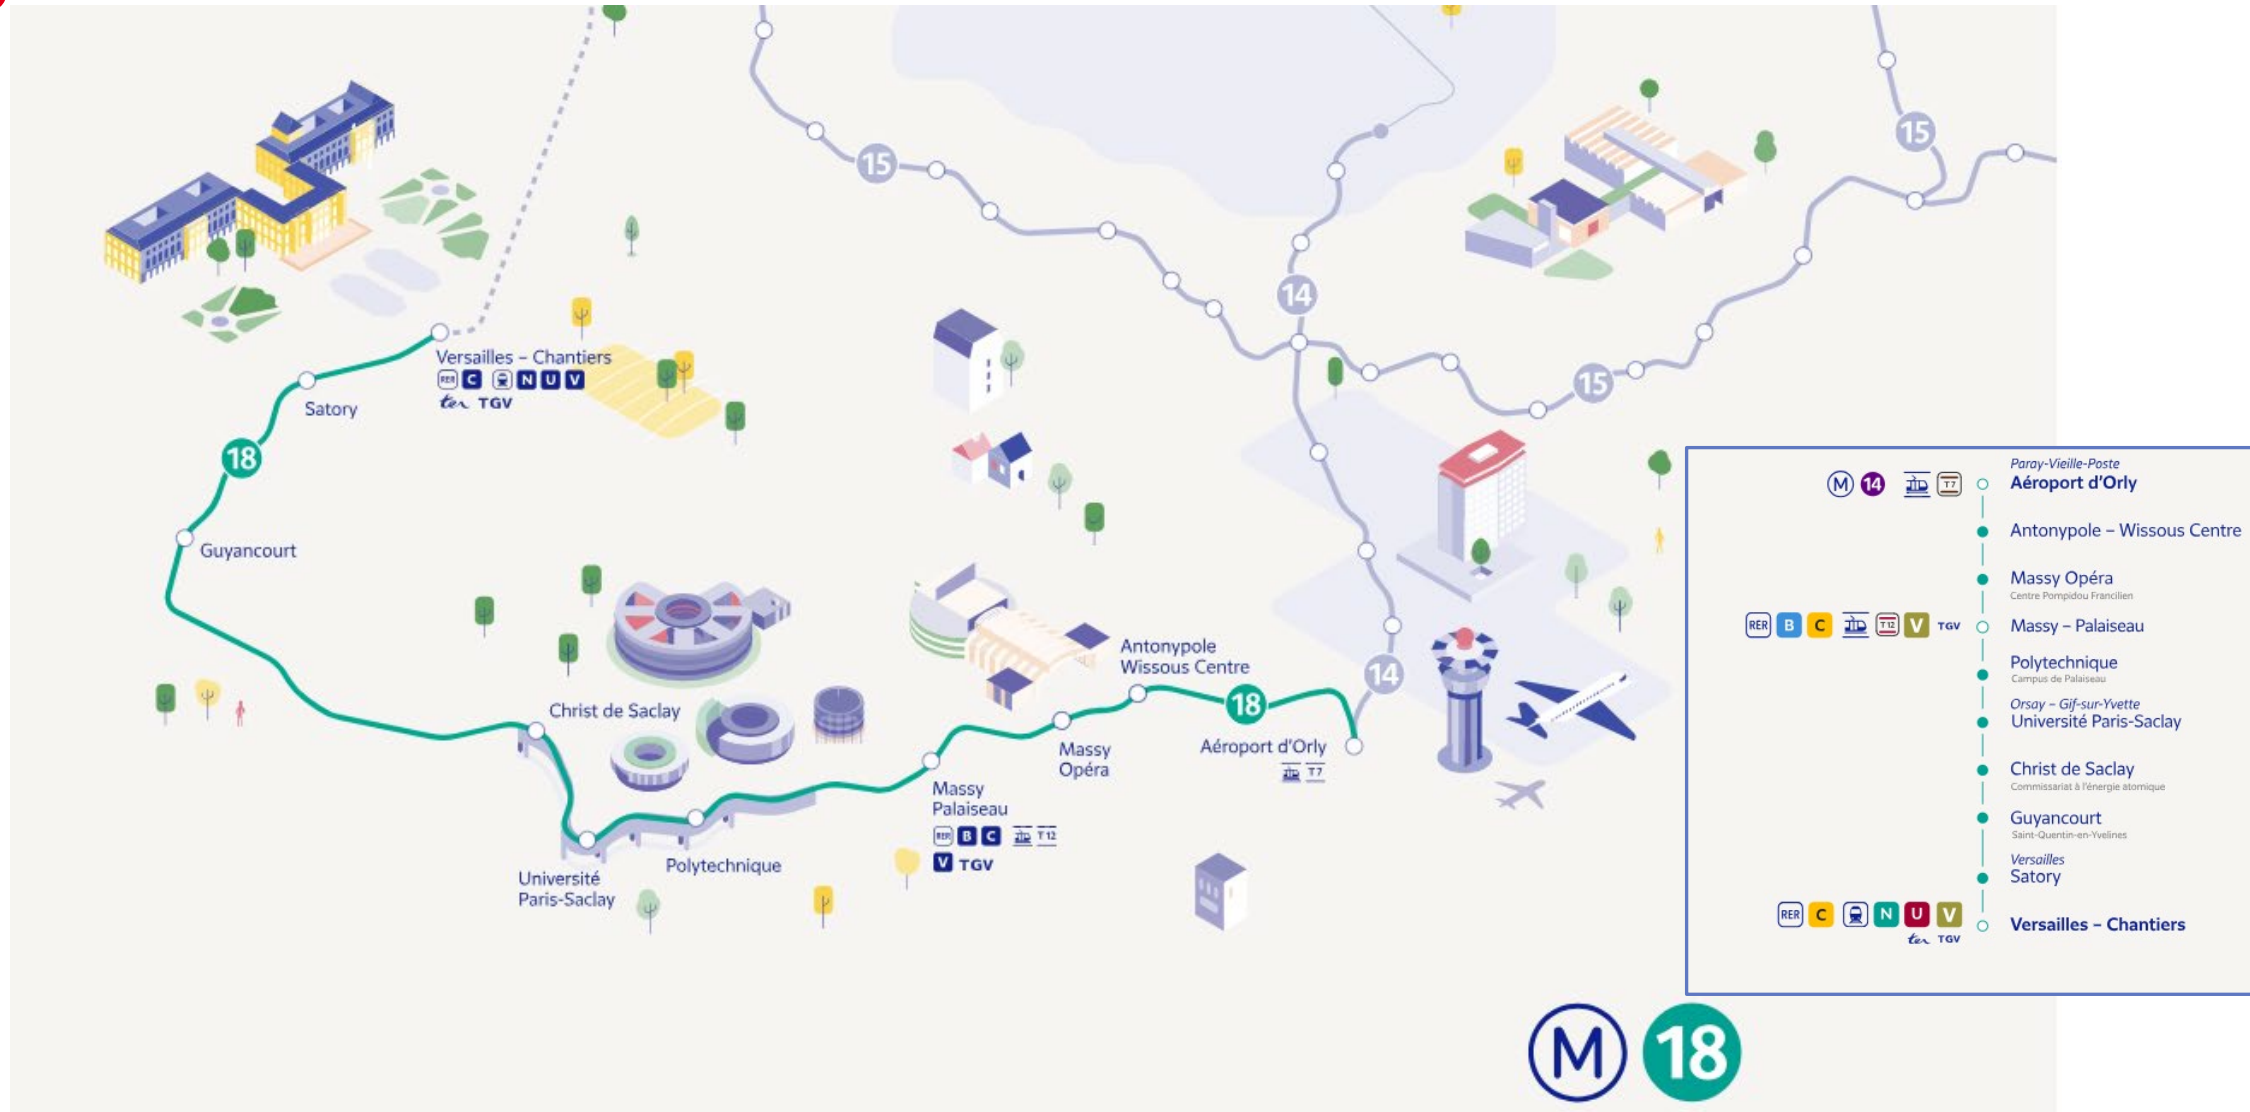 15
15
14
Versailles – Chantiers
RER C N U V
ter TGV
Satory
18
15
Guyancourt
Antonypole
Wissous Centre
14
Christ de Saclay
18
Massy
Opéra
Aéroport d'Orly
T7
Massy
Palaiseau
RER B C T12
V TGV
Polytechnique
Université
Paris-Saclay
Paray-Vieille-Poste
M 14 T7 Aéroport d'Orly
Antonypole – Wissous Centre
Massy Opéra
Centre Pompidou Francilien
RER B C T12 V TGV Massy – Palaiseau
Polytechnique
Campus de Palaiseau
Orsay – Gif-sur-Yvette
Université Paris-Saclay
Christ de Saclay
Commissariat à l'énergie atomique
Guyancourt
Saint-Quentin-en-Yvelines
Versailles
Satory
RER C N U V Versailles – Chantiers
ter TGV
M 18